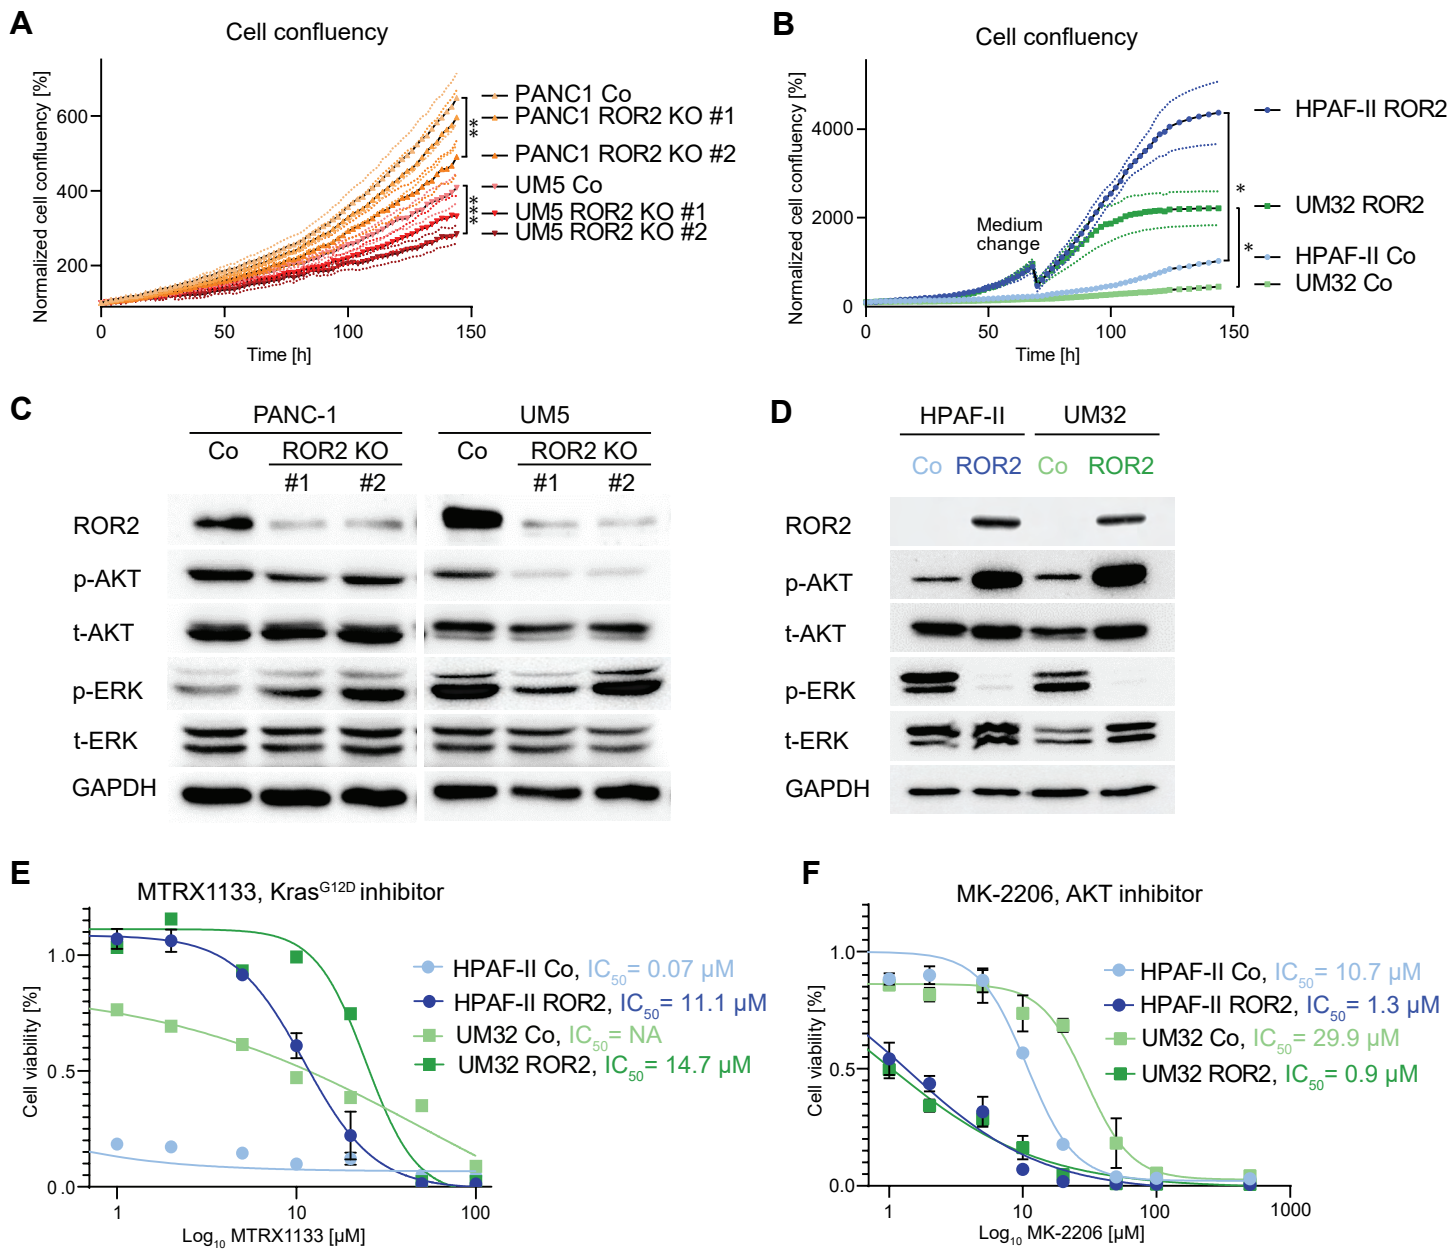 A
Cell confluency
Normalized cell confluency [%]
600
400
200
0
50
100
150
Time [h]
PANC1 Co
PANC1 ROR2 KO #1
PANC1 ROR2 KO #2
UM5 Co
UM5 ROR2 KO #1
UM5 ROR2 KO #2
**
***
B
Cell confluency
Normalized cell confluency [%]
4000
2000
0
0
50
100
150
Time [h]
Medium
change
HPAF-II ROR2
UM32 ROR2
HPAF-II Co
UM32 Co
*
*
C
PANC-1
UM5
Co
ROR2 KO
Co
ROR2 KO
#1
#2
#1
#2
ROR2
p-AKT
t-AKT
p-ERK
t-ERK
GAPDH
D
HPAF-II
UM32
Co ROR2 Co ROR2
ROR2
p-AKT
t-AKT
p-ERK
t-ERK
GAPDH
E
MTRX1133, KrasG12D inhibitor
Cell viability [%]
1.0
0.5
0.0
1
10
100
Log10 MTRX1133 [µM]
HPAF-II Co, IC50= 0.07 µM
HPAF-II ROR2, IC50= 11.1 µM
UM32 Co, IC50= NA
UM32 ROR2, IC50= 14.7 µM
F
MK-2206, AKT inhibitor
Cell viability [%]
1.0
0.5
0.0
1
10
100
1000
Log10 MK-2206 [µM]
HPAF-II Co, IC50= 10.7 µM
HPAF-II ROR2, IC50= 1.3 µM
UM32 Co, IC50= 29.9 µM
UM32 ROR2, IC50= 0.9 µM